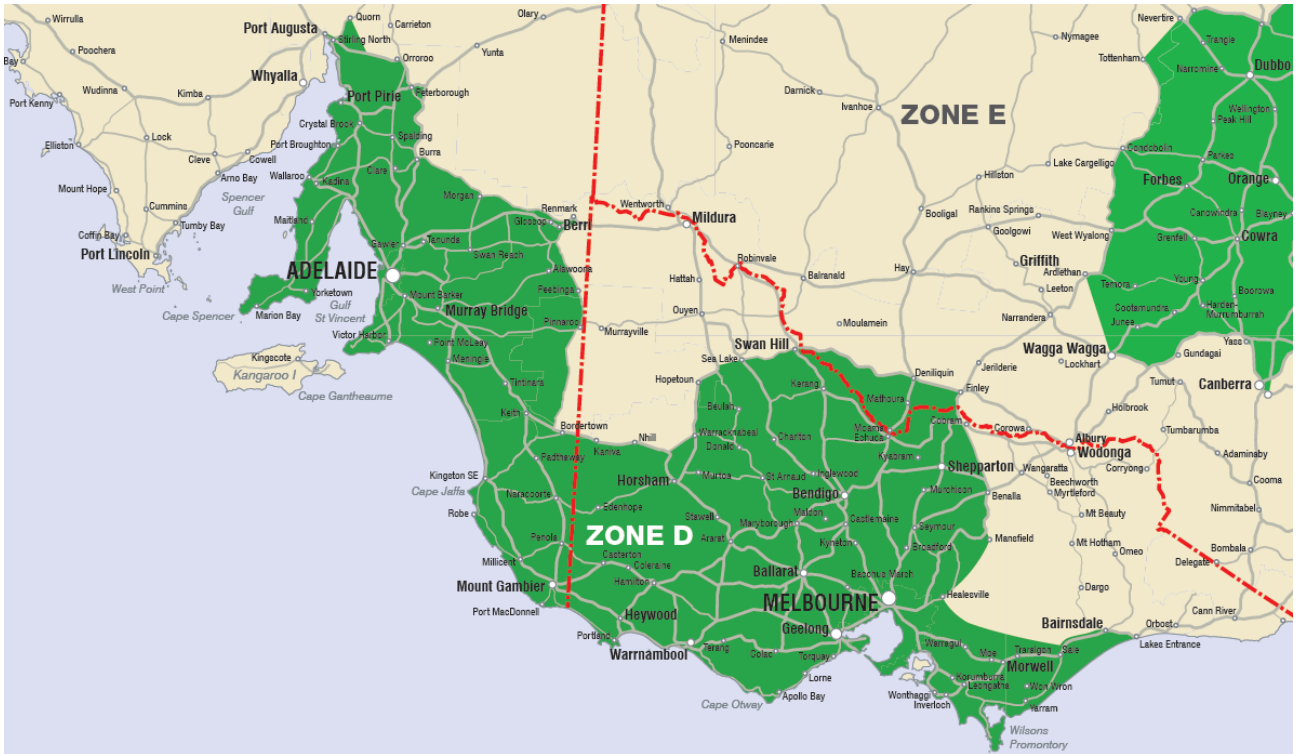 Wirrulla
Quorn
Carrieton
Olary
Nevertire
Port Augusta
Stirling North
Menindee
Nymagee
Trangie
Poochera
Yunta
Tottenham
Bay
Orroroo
Narromine
Dubbo
Whyalla
Wudinna
Kimba
Peterborough
Darnick
Ivanhoe
ZONE E
Port Kenny
Port Pirie
Wellington
Peak Hill
Crystal Brook
Lock
Spalding
Elliston
Port Broughton
Pooncarie
Condobolin
Cleve
Cowell
Burra
Lake Cargelligo
Parkes
Arno Bay
Wallaroo
Clare
Hillston
Forbes
Orange
Mount Hope
Kadina
Spencer
Gulf
Morgan
Cummins
Renmark
Wentworth
Booligal
Rankins Springs
Canowindra
Blayney
Tumby Bay
Maitland
Glossop
Berri
Mildura
Goolgowi
West Wyalong
Coffin Bay
Gawler
Tanunda
Grenfell
Cowra
Port Lincoln
Swan Reach
Robinvale
Griffith
ADELAIDE
Alawoona
Hattah
Balranald
Hay
Ardlethan
Young
West Point
Yorketown
Mount Barker
Peebinga
Leeton
Temora
Boorowa
Cape Spencer
Marion Bay
Gulf
St Vincent
Murray Bridge
Ouyen
Narrandera
Cootamundra
Harden-
Murrumburrah
Victor Harbor
Pinnaroo
Murrayville
Moulamein
Junee
Point McLeay
Swan Hill
Wagga Wagga
Yass
Kingscote
Meningie
Sea Lake
Jerilderie
Lockhart
Gundagai
Kangaroo I
Tintinara
Hopetoun
Kerang
Deniliquin
Finley
Tumut
Canberra
Cape Gantheaume
Mathoura
Keith
Beulah
Holbrook
Bordertown
Warracknabeal
Charlton
Moama
Echuca
Cobram
Corowa
Albury
Tumbarumba
Kaniva
Nhill
Donald
Wodonga
Adaminaby
Padthaway
Kyabram
Shepparton
Wangaratta
Corryong
Kingston SE
Horsham
Murtoa
St Arnaud
Inglewood
Beechworth
Cooma
Cape Jaffa
Naracoorte
Bendigo
Murchison
Benalla
Myrtleford
Robe
Edenhope
Maldon
Mt Beauty
Nimmitabel
Stawell
Maryborough
Castlemaine
Seymour
ZONE D
Penola
Ararat
Kyneton
Broadford
Mansfield
Mt Hotham
Omeo
Bombala
Millicent
Casterton
Coleraine
Delegate
Mount Gambier
Hamilton
Ballarat
Bacchus March
Dargo
Port MacDonnell
Heywood
MELBOURNE
Healesville
Cann River
Geelong
Bairnsdale
Orbost
Portland
Lakes Entrance
Warrnambool
Terang
Colac
Torquay
Warragul
Moe
Traralgon
Sale
Morwell
Lorne
Korumburra
Leongatha
Won Wron
Apollo Bay
Wonthaggi
Inverloch
Yarram
Cape Otway
Wilsons
Promontory